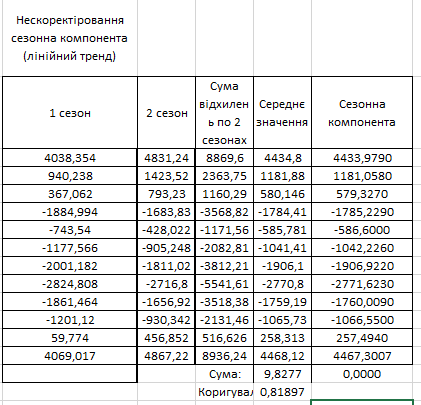 Нескоректіровання
сезонна компонента
(лінійний тренд)
1 сезон 2 сезон Сума відхилен ь по 2 сезонах Середнє значення Сезонна компонента
4038,354 4831,24 8869,6 4434,8 4433,9790
940,238 1423,52 2363,75 1181,88 1181,0580
367,062 793,23 1160,29 580,146 579,3270
-1884,994 -1683,83 -3568,82 -1784,41 -1785,2290
-743,54 -428,022 -1171,56 -585,781 -586,6000
-1177,566 -905,248 -2082,81 -1041,41 -1042,2260
-2001,182 -1811,02 -3812,21 -1906,1 -1906,9220
-2824,808 -2716,8 -5541,61 -2770,8 -2771,6230
-1861,464 -1656,92 -3518,38 -1759,19 -1760,0090
-1201,12 -930,342 -2131,46 -1065,73 -1066,5500
59,774 456,852 516,626 258,313 257,4940
4069,017 4867,22 8936,24 4468,12 4467,3007
Сума: 9,8277 0,0000
Коригувал 0,81897